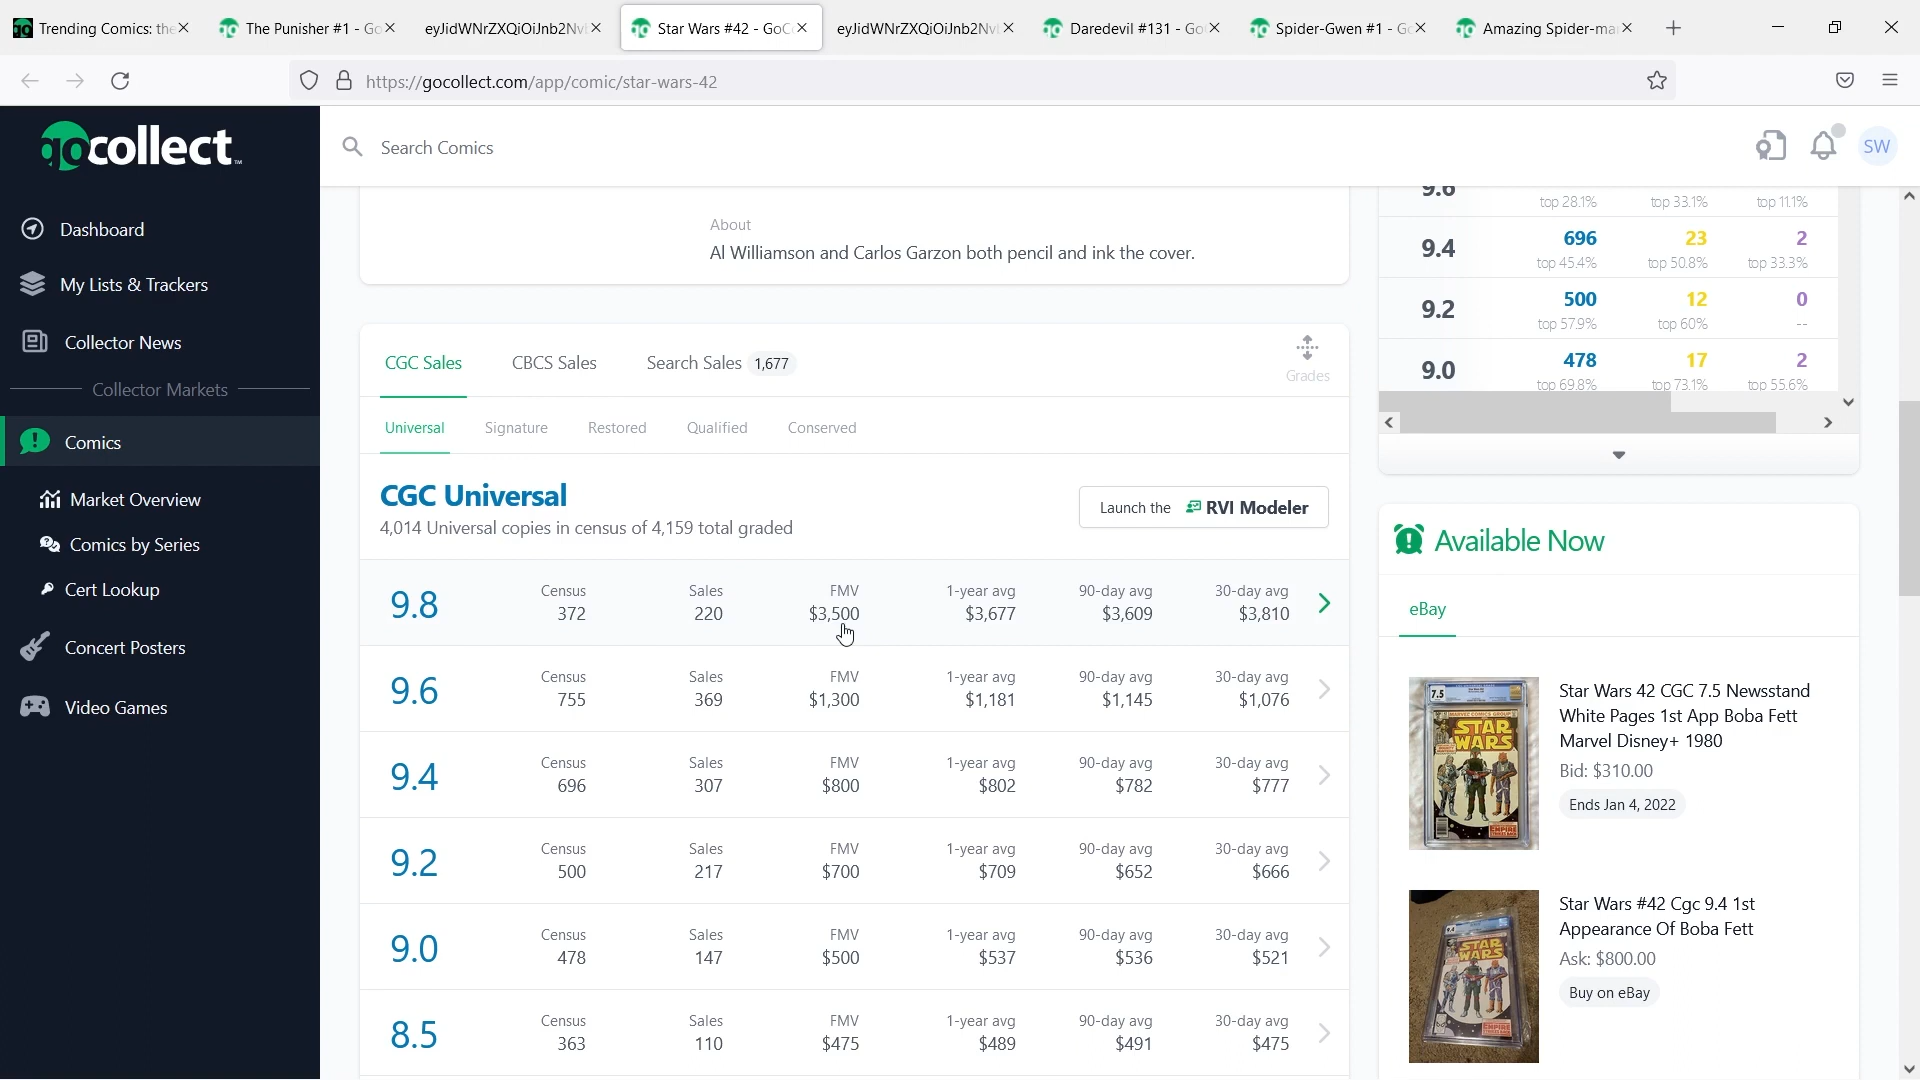 Trending Comics: the
The Punisher #1 - Go
eyJidWNrZXQiOiJnb2Nv
Star Wars #42 - GoC
eyJidWNrZXQiOiJnb2Nv
Daredevil #131 - Go
Spider-Gwen #1 - Go
Amazing Spider-ma
https://gocollect.com/app/comic/star-wars-42
gocollect™
Search Comics
SW
Dashboard
My Lists & Trackers
Collector News
Collector Markets
Comics
Market Overview
Comics by Series
Cert Lookup
Concert Posters
Video Games
About
Al Williamson and Carlos Garzon both pencil and ink the cover.
CGC Sales CBCS Sales Search Sales 1,677
Grades
Universal Signature Restored Qualified Conserved
CGC Universal
4,014 Universal copies in census of 4,159 total graded
Launch the RVI Modeler
Census Sales FMV 1-year avg 90-day avg 30-day avg
9.8 372 220 $3,500 $3,677 $3,609 $3,810
Census Sales FMV 1-year avg 90-day avg 30-day avg
9.6 755 369 $1,300 $1,181 $1,145 $1,076
Census Sales FMV 1-year avg 90-day avg 30-day avg
9.4 696 307 $800 $802 $782 $777
Census Sales FMV 1-year avg 90-day avg 30-day avg
9.2 500 217 $700 $709 $652 $666
Census Sales FMV 1-year avg 90-day avg 30-day avg
9.0 478 147 $500 $537 $536 $521
Census Sales FMV 1-year avg 90-day avg 30-day avg
8.5 363 110 $475 $489 $491 $475
9.6 top 28.1% top 33.1% top 11.1%
9.4 696 23 2
top 45.4% top 50.8% top 33.3%
9.2 500 12 0
top 57.9% top 60% --
9.0 478 17 2
top 69.8% top 73.1% top 55.6%
Available Now
eBay
7.5
STAR WARS
Star Wars 42 CGC 7.5 Newsstand
White Pages 1st App Boba Fett
Marvel Disney+ 1980
Bid: $310.00
Ends Jan 4, 2022
9.4
STAR WARS
Star Wars #42 Cgc 9.4 1st
Appearance Of Boba Fett
Ask: $800.00
Buy on eBay